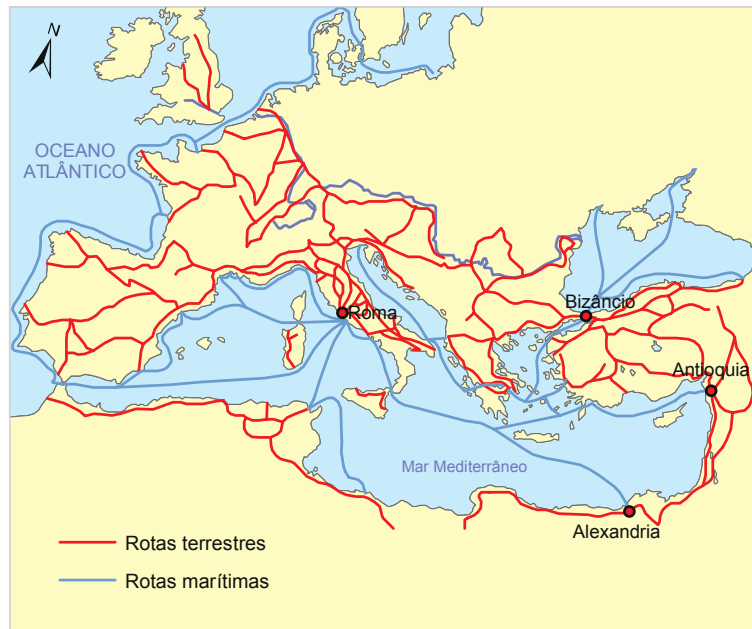 N
OCEANO
ATLÂNTICO
Roma
Bizâncio
Antioquia
Mar Mediterrâneo
Alexandria
Rotas terrestres
Rotas marítimas